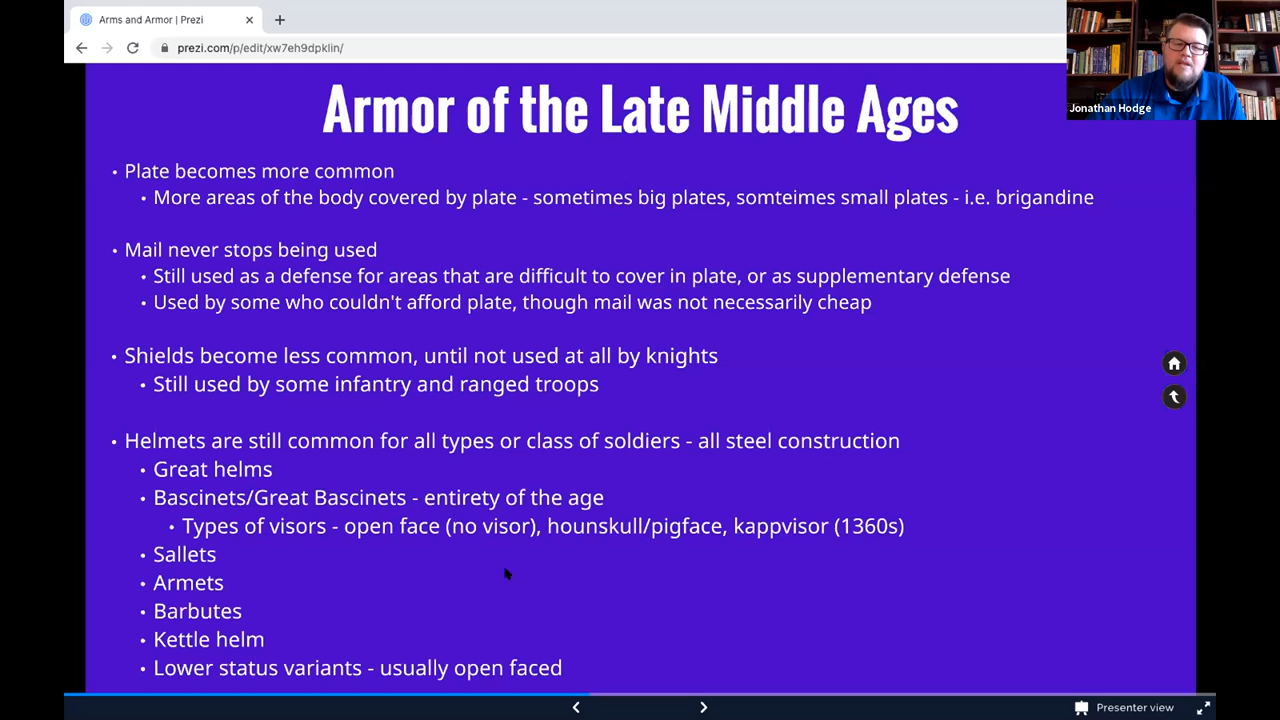 Arms and Armor | Prezi
prezi.com/p/edit/xw7eh9dpklin/
Jonathan Hodge
Armor of the Late Middle Ages
• Plate becomes more common
• More areas of the body covered by plate - sometimes big plates, somteimes small plates - i.e. brigandine
• Mail never stops being used
• Still used as a defense for areas that are difficult to cover in plate, or as supplementary defense
• Used by some who couldn't afford plate, though mail was not necessarily cheap
• Shields become less common, until not used at all by knights
• Still used by some infantry and ranged troops
• Helmets are still common for all types or class of soldiers - all steel construction
• Great helms
• Bascinets/Great Bascinets - entirety of the age
• Types of visors - open face (no visor), hounskull/pigface, kappvisor (1360s)
• Sallets
• Armets
• Barbutes
• Kettle helm
• Lower status variants - usually open faced
Presenter view